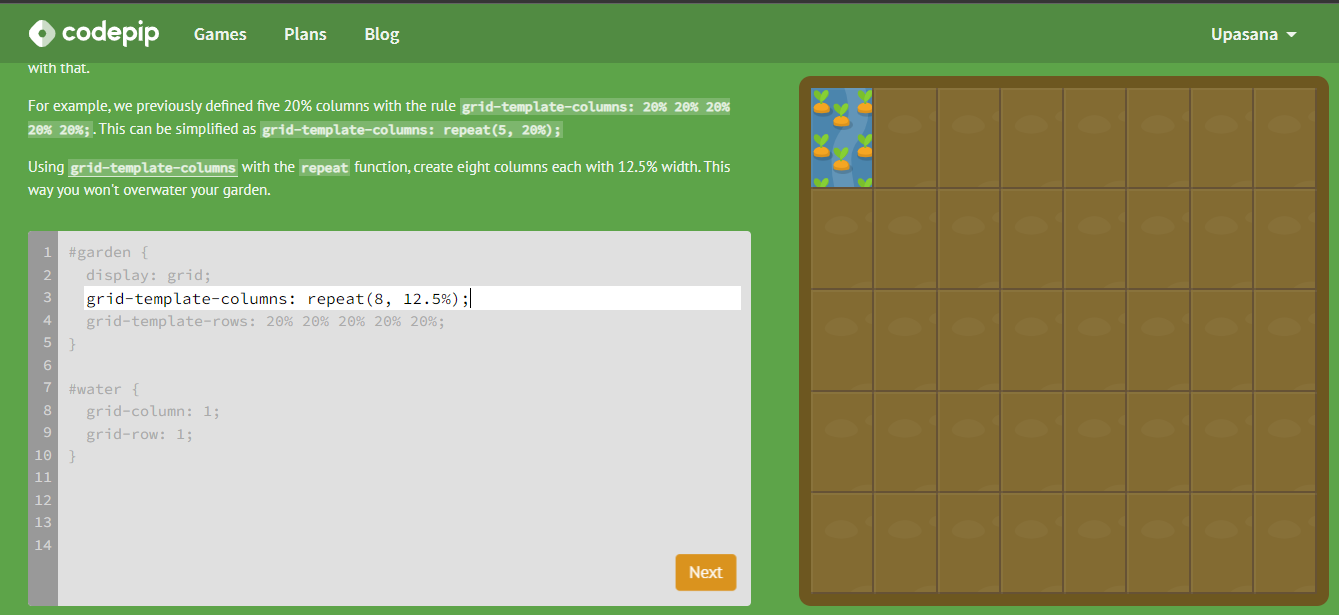 codepip Games Plans Blog Upasana
with that.
For example, we previously defined five 20% columns with the rule grid-template-columns: 20% 20% 20%
20% 20%;. This can be simplified as grid-template-columns: repeat(5, 20%);
Using grid-template-columns with the repeat function, create eight columns each with 12.5% width. This
way you won't overwater your garden.
1 #garden {
2 display: grid;
3 grid-template-columns: repeat(8, 12.5%);
4 grid-template-rows: 20% 20% 20% 20% 20%;
5 }
6
7 #water {
8 grid-column: 1;
9 grid-row: 1;
10 }
11
12
13
14
Next